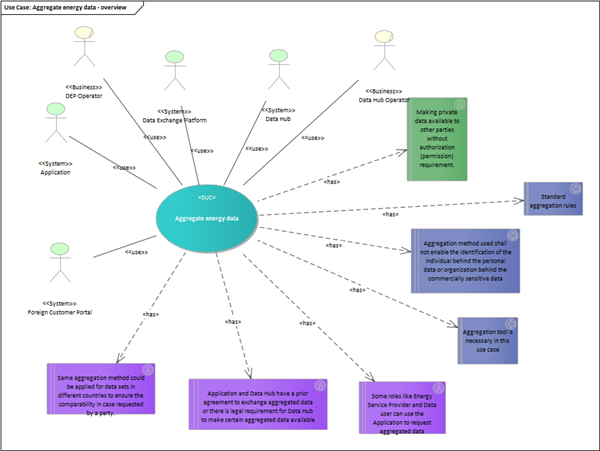 Use Case: Aggregate energy data - overview
<<Business>>
DEP Operator
<<System>>
Data Exchange Platform
<<System>>
Data Hub
<<Business>>
Data Hub Operator
<<System>>
Application
<<use>>
<<use>>
<<use>>
<<use>>
<<use>>
Making private
data available to
other parties
without
authorization
(permission)
requirement.
«has»
«SUC»
Aggregate energy data
«has»
Standard
aggregation rules
«has»
Aggregation method used shall
not enable the identification of the
individual behind the personal
data or organization behind the
commercially sensitive data
<<use>>
<<System>>
Foreign Customer Portal
«has»
Aggregation tool is
necessary in this
use case
«has»
«has»
«has»
Same aggregation method could
be applied for data sets in
different countries to ensure the
comparability in case requested
by a party.
Application and Data Hub have a prior
agreement to exchange aggregated data
or there is legal requirement for Data Hub
to make certain aggregated data available
Some roles like Energy
Service Provider and Data
user can use the
Application to request
aggregated data